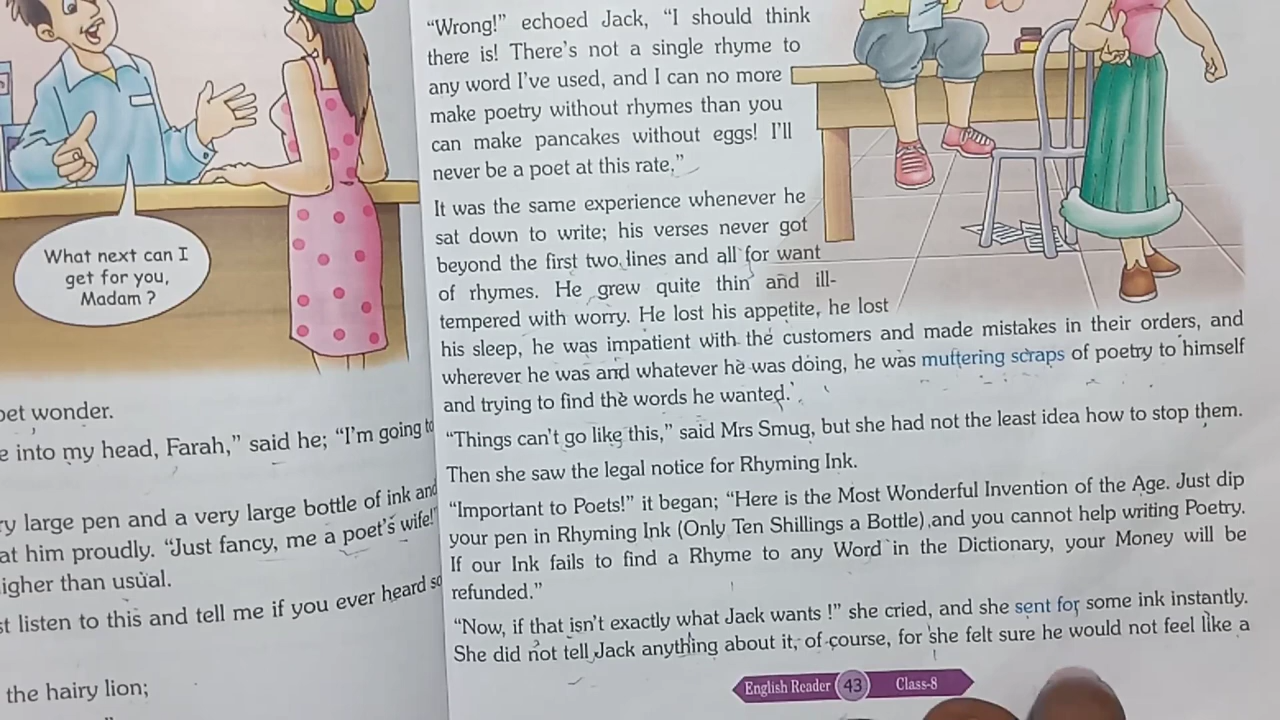 What next can I
get for you,
Madam ?
oet wonder.
e into my head, Farah,” said he; “I'm going to
ry large pen and a very large bottle of ink and
at him proudly. “Just fancy, me a poet's wife!”
igher than usual.
st listen to this and tell me if you ever heard so
the hairy lion;
“Wrong!” echoed Jack, “I should think
there is! There's not a single rhyme to
any word I've used, and I can no more
make poetry without rhymes than you
can make pancakes without eggs! I'll
never be a poet at this rate,”
It was the same experience whenever he
sat down to write; his verses never got
beyond the first two lines and all for want
of rhymes. He grew quite thin and ill-
tempered with worry. He lost his appetite, he lost
his sleep, he was impatient with the customers and made mistakes in their orders, and
wherever he was and whatever he was doing, he was muttering scraps of poetry to himself
and trying to find the words he wanted.
“Things can't go like this,” said Mrs Smug, but she had not the least idea how to stop them.
Then she saw the legal notice for Rhyming Ink.
“Important to Poets!” it began; “Here is the Most Wonderful Invention of the Age. Just dip
your pen in Rhyming Ink (Only Ten Shillings a Bottle) and you cannot help writing Poetry.
If our Ink fails to find a Rhyme to any Word in the Dictionary, your Money will be
refunded.”
“Now, if that isn't exactly what Jack wants !” she cried, and she sent for some ink instantly.
She did not tell Jack anything about it, of course, for she felt sure he would not feel like a
English Reader 43 Class-8